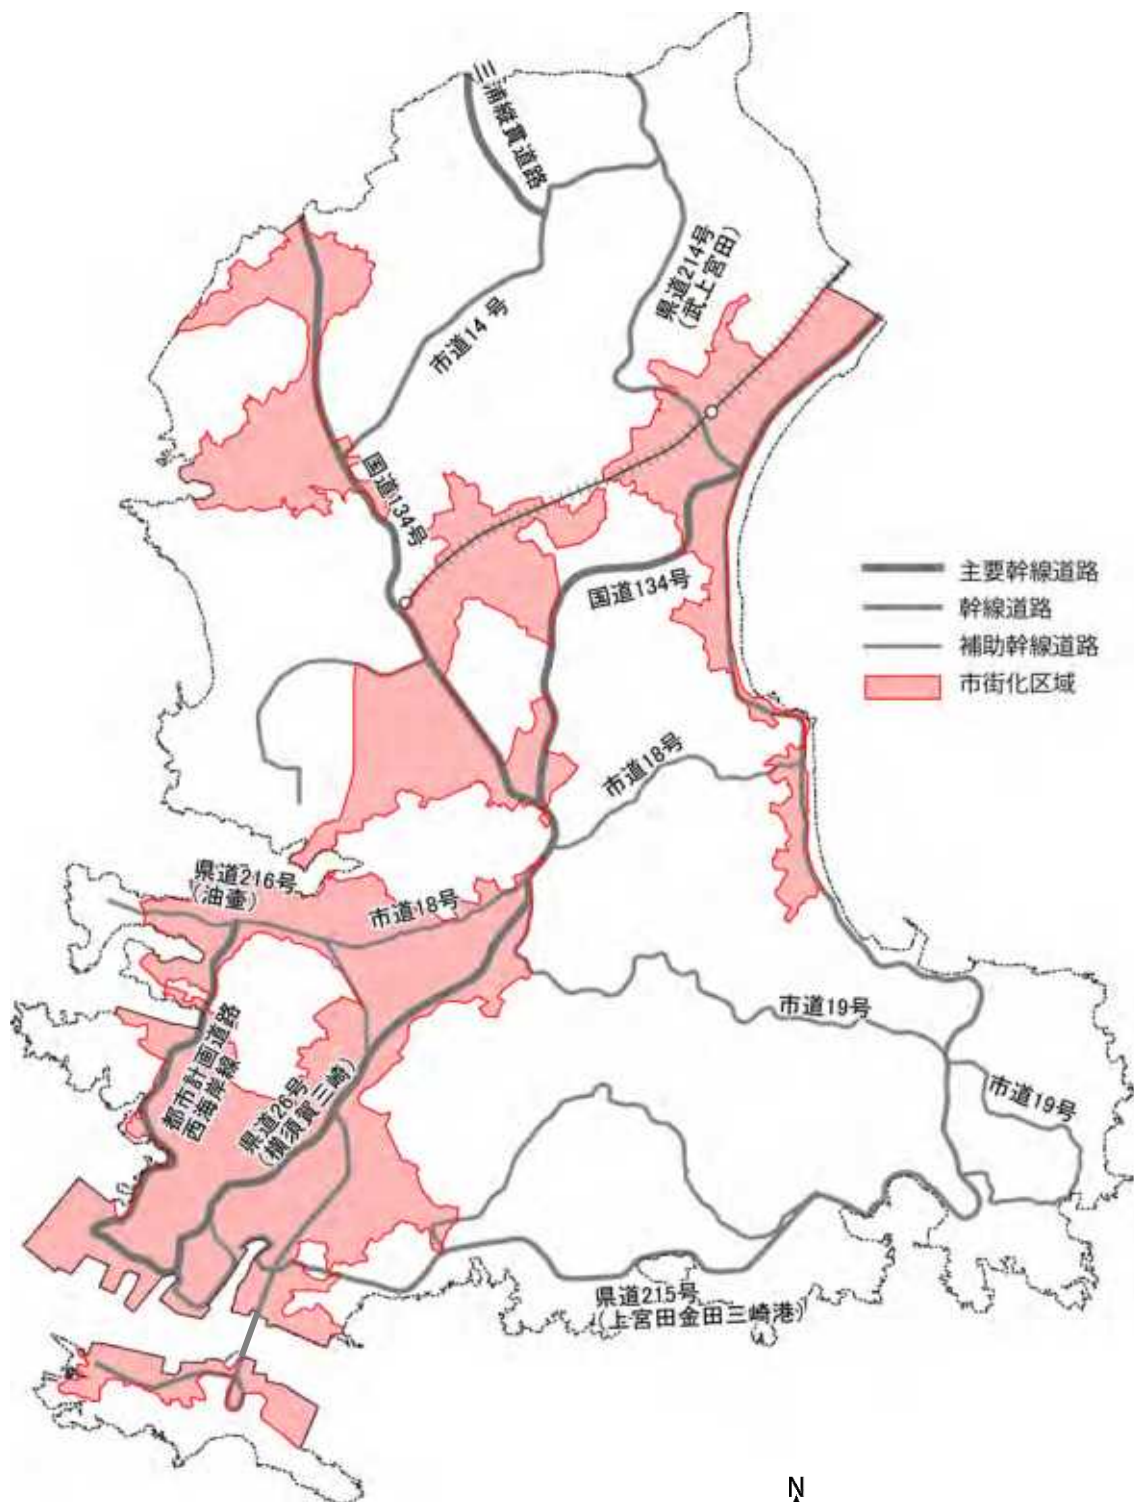 三浦縦貫道路
県道214号
(武上宮田)
市道14号
国道134号
国道134号
主要幹線道路
幹線道路
補助幹線道路
市街化区域
市道18号
県道216号
(油壷)
市道18号
市道19号
市道19号
都市計画道路
西海岸線
県道26号
(横須賀三崎)
県道215号
(上宮田金田三崎港)
N